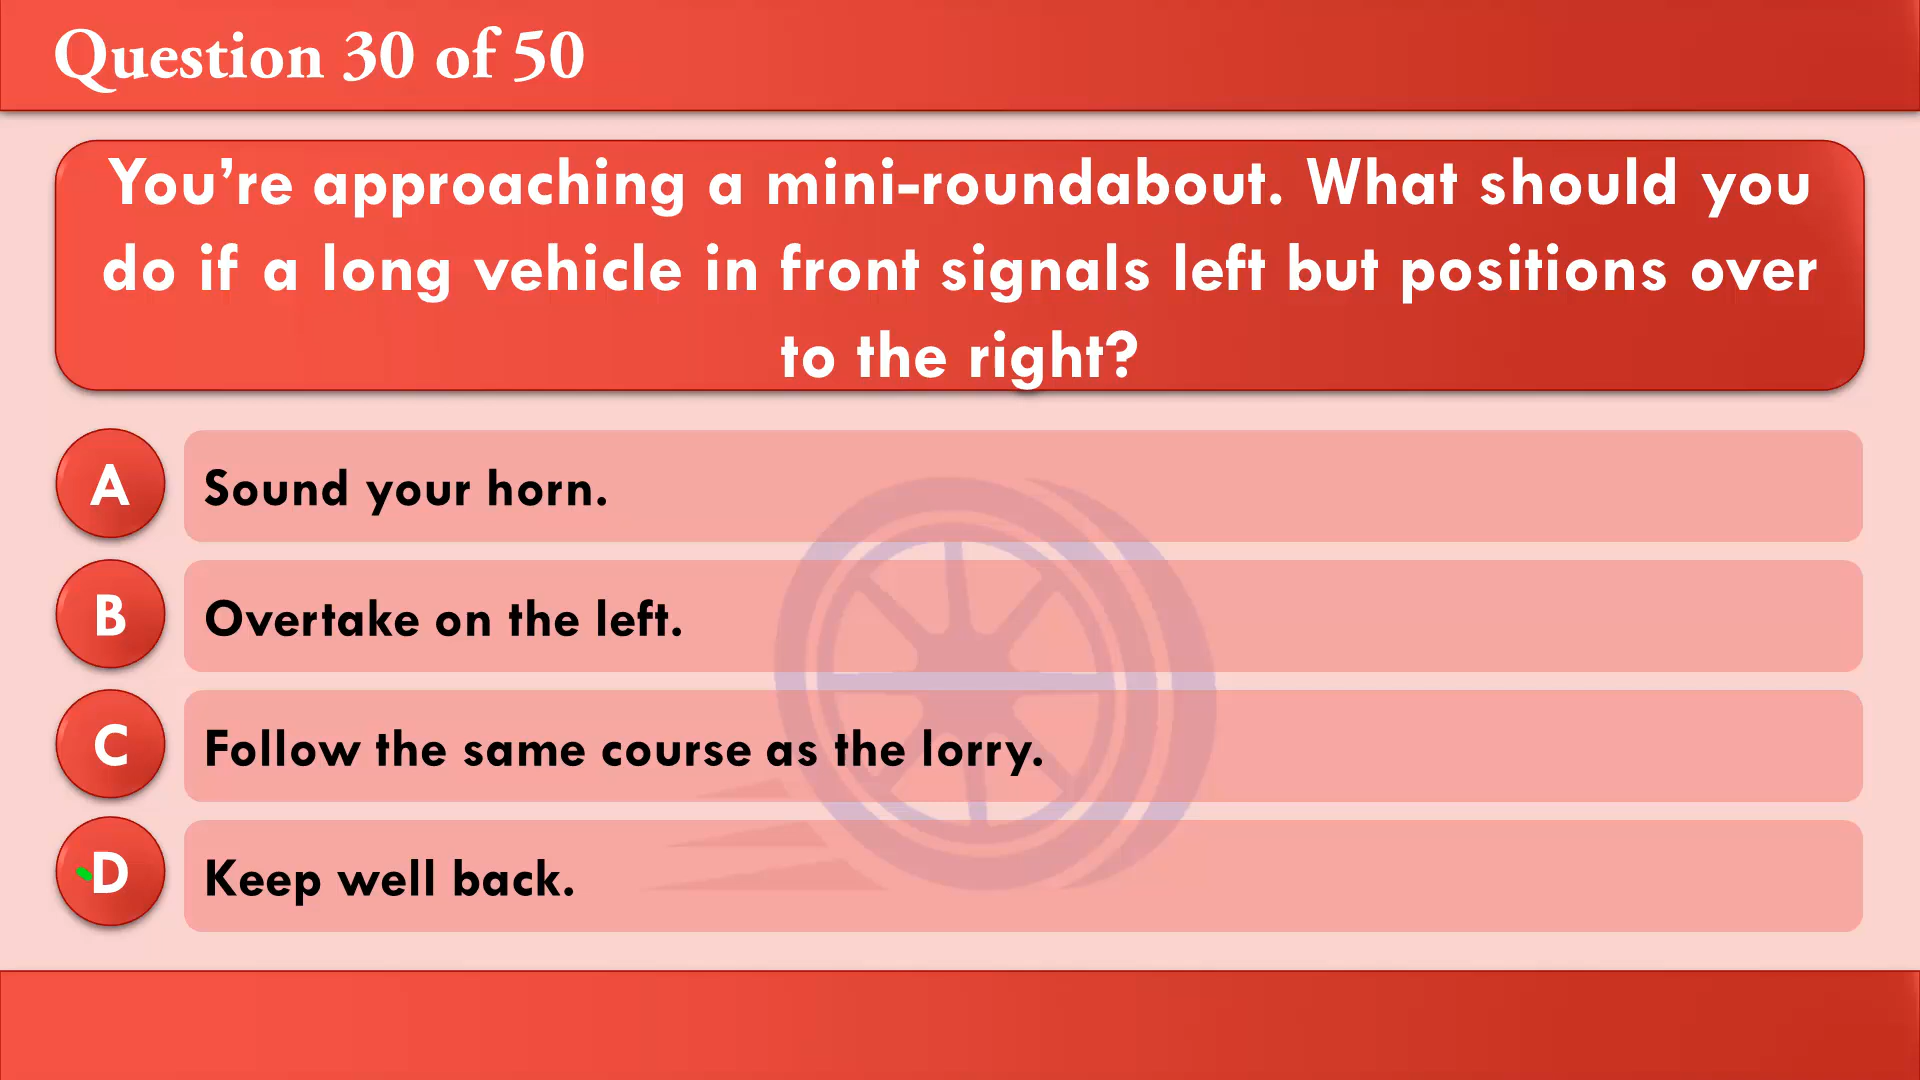 Question 30 of 50
You’re approaching a mini-roundabout. What should you
do if a long vehicle in front signals left but positions over
to the right?
A
Sound your horn.
B
Overtake on the left.
C
Follow the same course as the lorry.
D
Keep well back.